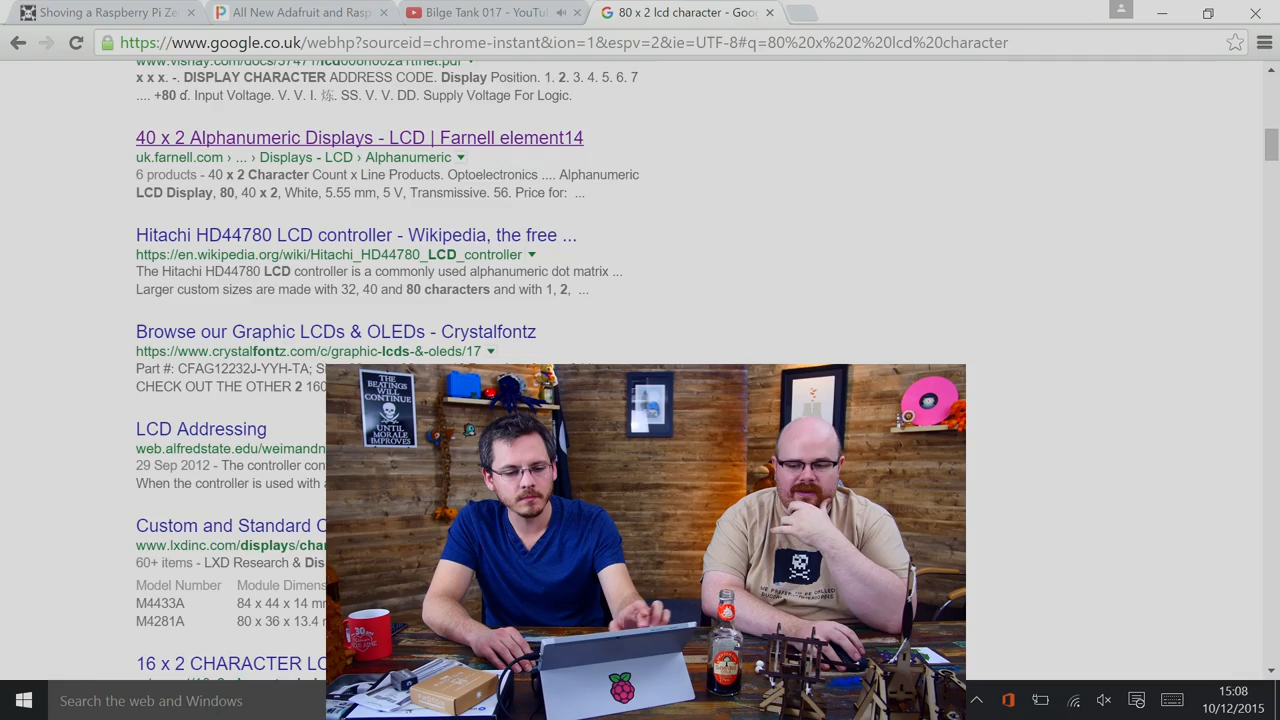 Shoving a Raspberry Pi Ze
All New Adafruit and Rasp
Bilge Tank 017 - YouTu
80 x 2 lcd character - Goo
https://www.google.co.uk/webhp?sourceid=chrome-instant&ion=1&espv=2&ie=UTF-8#q=80%20x%202%20lcd%20character
x x x. -. DISPLAY CHARACTER ADDRESS CODE. Display Position. 1. 2. 3. 4. 5. 6. 7
.... +80 ɗ. Input Voltage. V. V. I. 炼. SS. V. V. DD. Supply Voltage For Logic.
40 x 2 Alphanumeric Displays - LCD | Farnell element14
uk.farnell.com › ... › Displays - LCD › Alphanumeric
6 products - 40 x 2 Character Count x Line Products. Optoelectronics .... Alphanumeric
LCD Display, 80, 40 x 2, White, 5.55 mm, 5 V, Transmissive. 56. Price for: ...
Hitachi HD44780 LCD controller - Wikipedia, the free ...
https://en.wikipedia.org/wiki/Hitachi_HD44780_LCD_controller
The Hitachi HD44780 LCD controller is a commonly used alphanumeric dot matrix ...
Larger custom sizes are made with 32, 40 and 80 characters and with 1, 2, ...
Browse our Graphic LCDs & OLEDs - Crystalfontz
https://www.crystalfontz.com/c/graphic-lcds-&-oleds/17
Part #: CFAG12232J-YYH-TA; S
CHECK OUT THE OTHER 2 160
LCD Addressing
web.alfredstate.edu/weimandn
29 Sep 2012 - The controller con
When the controller is used with a
Custom and Standard C
www.lxdinc.com/displays/char
60+ items - LXD Research & Dis
Model Number Module Dimens
M4433A 84 x 44 x 14 mm
M4281A 80 x 36 x 13.4 r
16 x 2 CHARACTER LC
THE
BEATINGS
WILL
CONTINUE
UNTIL
MORALE
IMPROVES
WE PREFER TO BE CALLED
Search the web and Windows
15:08
10/12/2015